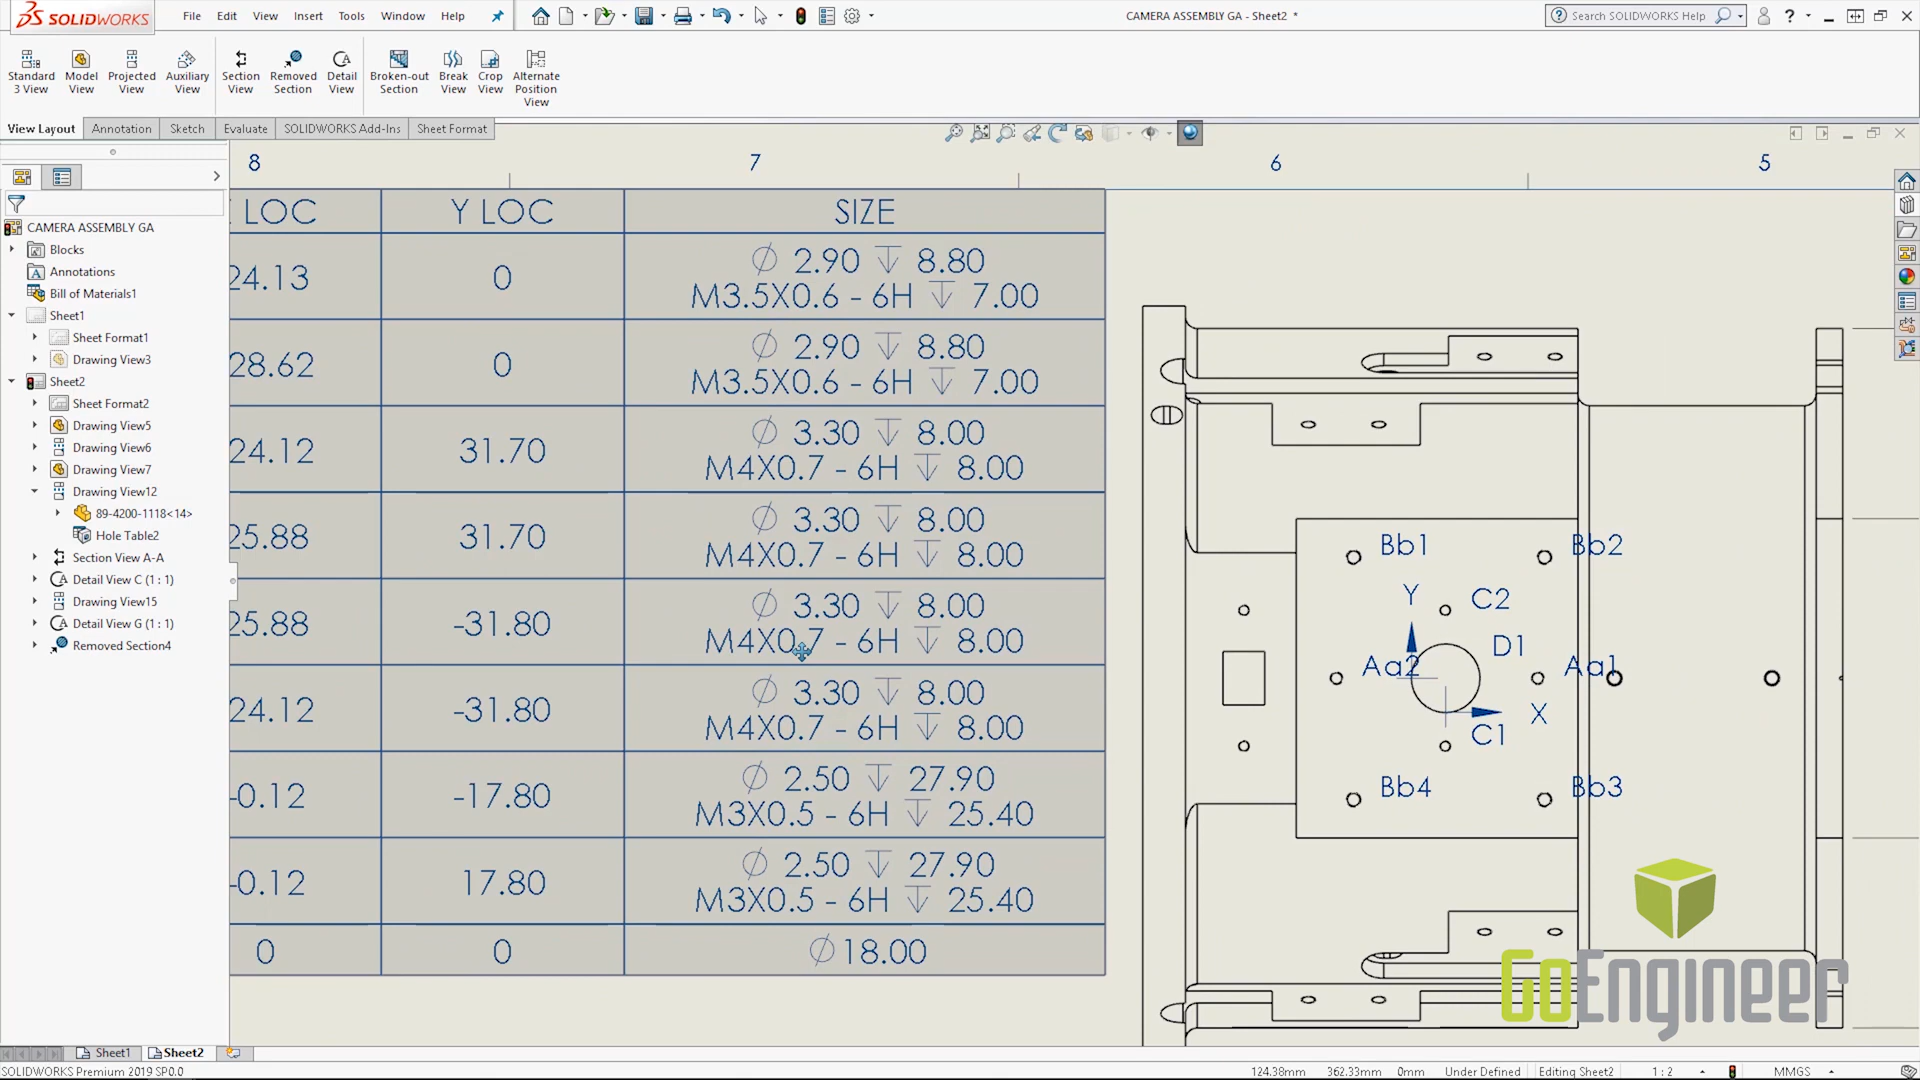 SOLIDWORKS
File Edit View Insert Tools Window Help
CAMERA ASSEMBLY GA - Sheet2 *
Search SOLIDWORKS Help
?
Standard 3 View
Model View
Projected View
Auxiliary View
Section View
Removed Section
Detail View
Broken-out Section
Break View
Crop View
Alternate Position View
View Layout Annotation Sketch Evaluate SOLIDWORKS Add-Ins Sheet Format
8 7 6 5
CAMERA ASSEMBLY GA
Blocks
Annotations
Bill of Materials1
Sheet1
Sheet Format1
Drawing View3
Sheet2
Sheet Format2
Drawing View5
Drawing View6
Drawing View7
Drawing View12
89-4200-1118<14>
Hole Table2
Section View A-A
Detail View C (1 : 1)
Drawing View15
Detail View G (1 : 1)
Removed Section4
LOC Y LOC SIZE
24.13 0 ∅ 2.90 ↧ 8.80
M3.5X0.6 - 6H ↧ 7.00
28.62 0 ∅ 2.90 ↧ 8.80
M3.5X0.6 - 6H ↧ 7.00
24.12 31.70 ∅ 3.30 ↧ 8.00
M4X0.7 - 6H ↧ 8.00
25.88 31.70 ∅ 3.30 ↧ 8.00
M4X0.7 - 6H ↧ 8.00
25.88 -31.80 ∅ 3.30 ↧ 8.00
M4X0.7 - 6H ↧ 8.00
24.12 -31.80 ∅ 3.30 ↧ 8.00
M4X0.7 - 6H ↧ 8.00
-0.12 -17.80 ∅ 2.50 ↧ 27.90
M3X0.5 - 6H ↧ 25.40
-0.12 17.80 ∅ 2.50 ↧ 27.90
M3X0.5 - 6H ↧ 25.40
0 0 ∅18.00
Bb1 Bb2
Y C2
D1
Aa2 Aa1
X
C1
Bb4 Bb3
GoEngineer
Sheet1 Sheet2
SOLIDWORKS Premium 2019 SP0.0
124.38mm 362.33mm 0mm Under Defined Editing Sheet2 1 : 2 MMGS